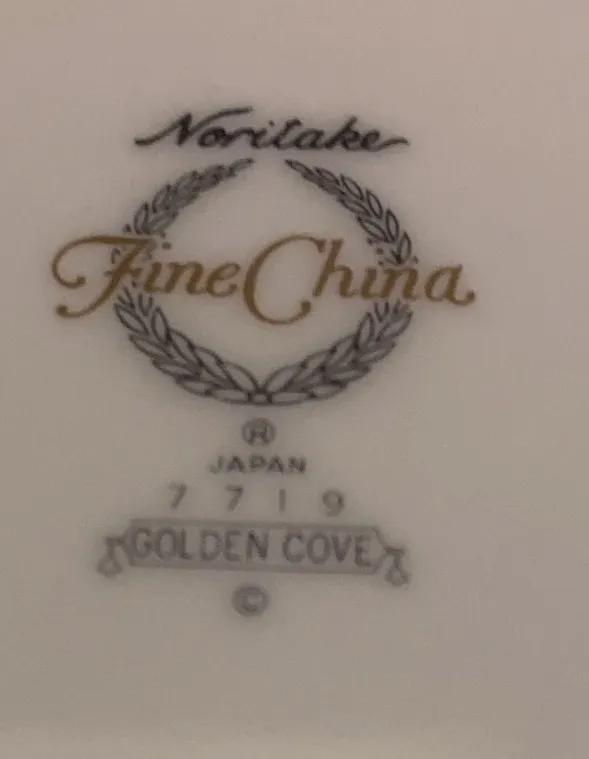 Noritake
Fine China
®
JAPAN
7719
GOLDEN COVE
©